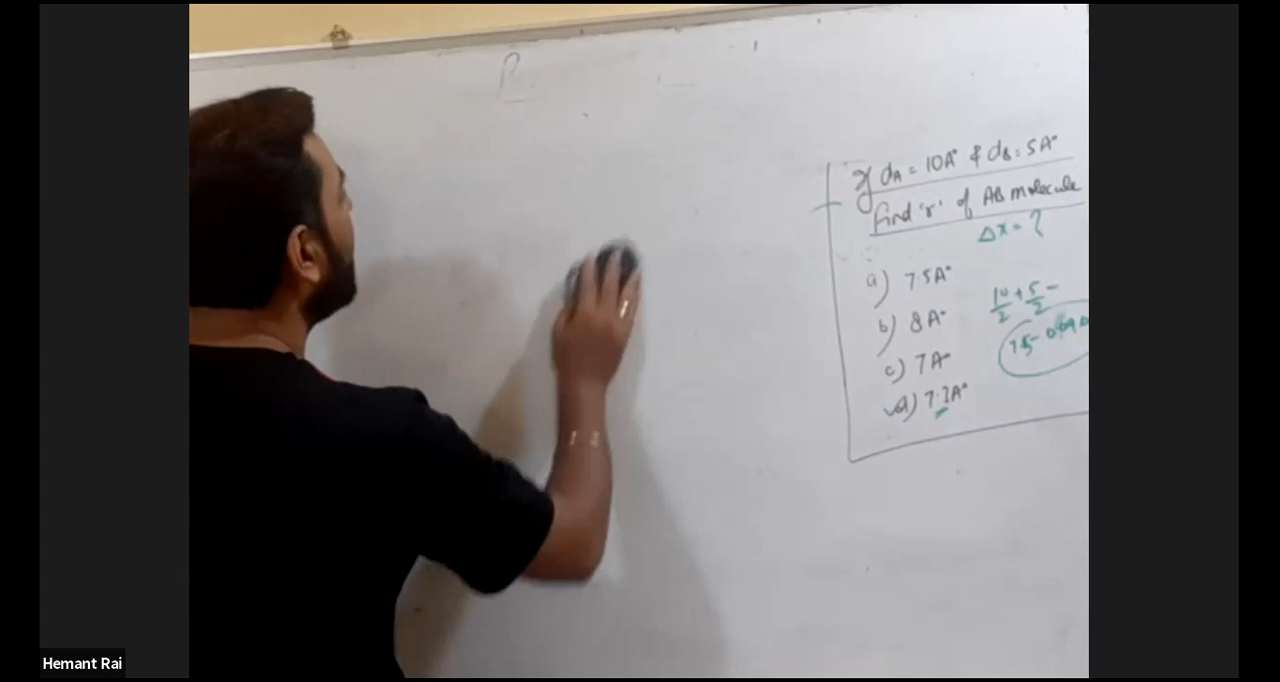 If dA = 10A° & dB = 5A°
Find 'r' of AB molecule
Δx = ?
a) 7.5A°
b) 8A°
c) 7A°
d) 7.3A°
10/2 + 5/2 -
7.5 - 0.09Δ
Hemant Rai